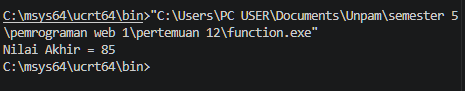 C:\msys64\ucrt64\bin>"C:\Users\PC USER\Documents\Unpam\semester 5
\pemrograman web 1\pertemuan 12\function.exe"
Nilai Akhir = 85
C:\msys64\ucrt64\bin>